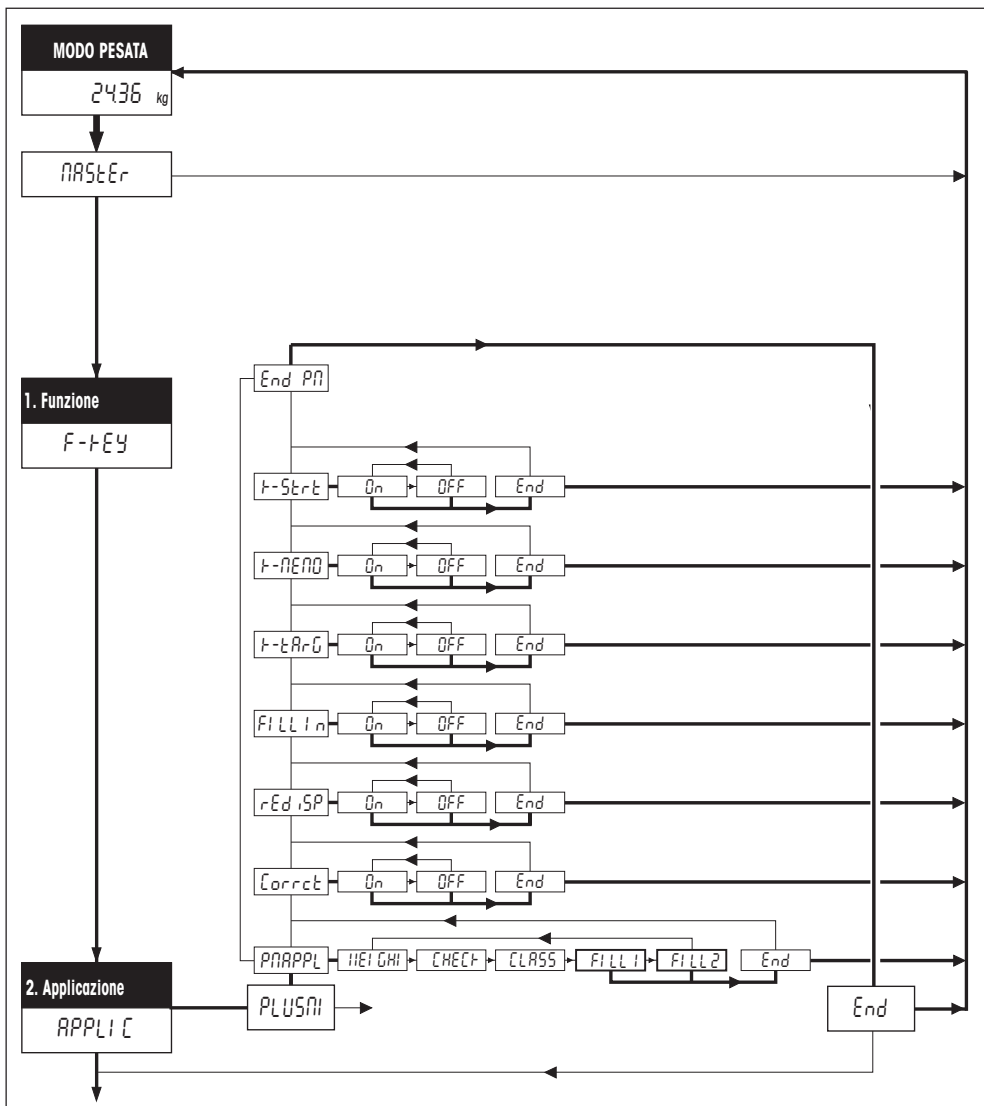 MODO PESATA
24.36 kg
MAStEr
1. Funzione
F-KEY
End PM
K-Strt On OFF End
K-MEMO On OFF End
K-tArG On OFF End
FILLIn On OFF End
rEdiSP On OFF End
Corrct On OFF End
PMAPPL WEIGHI CHECK CLASS FILL1 FILL2 End
2. Applicazione
APPLIC
PLUSMI
End